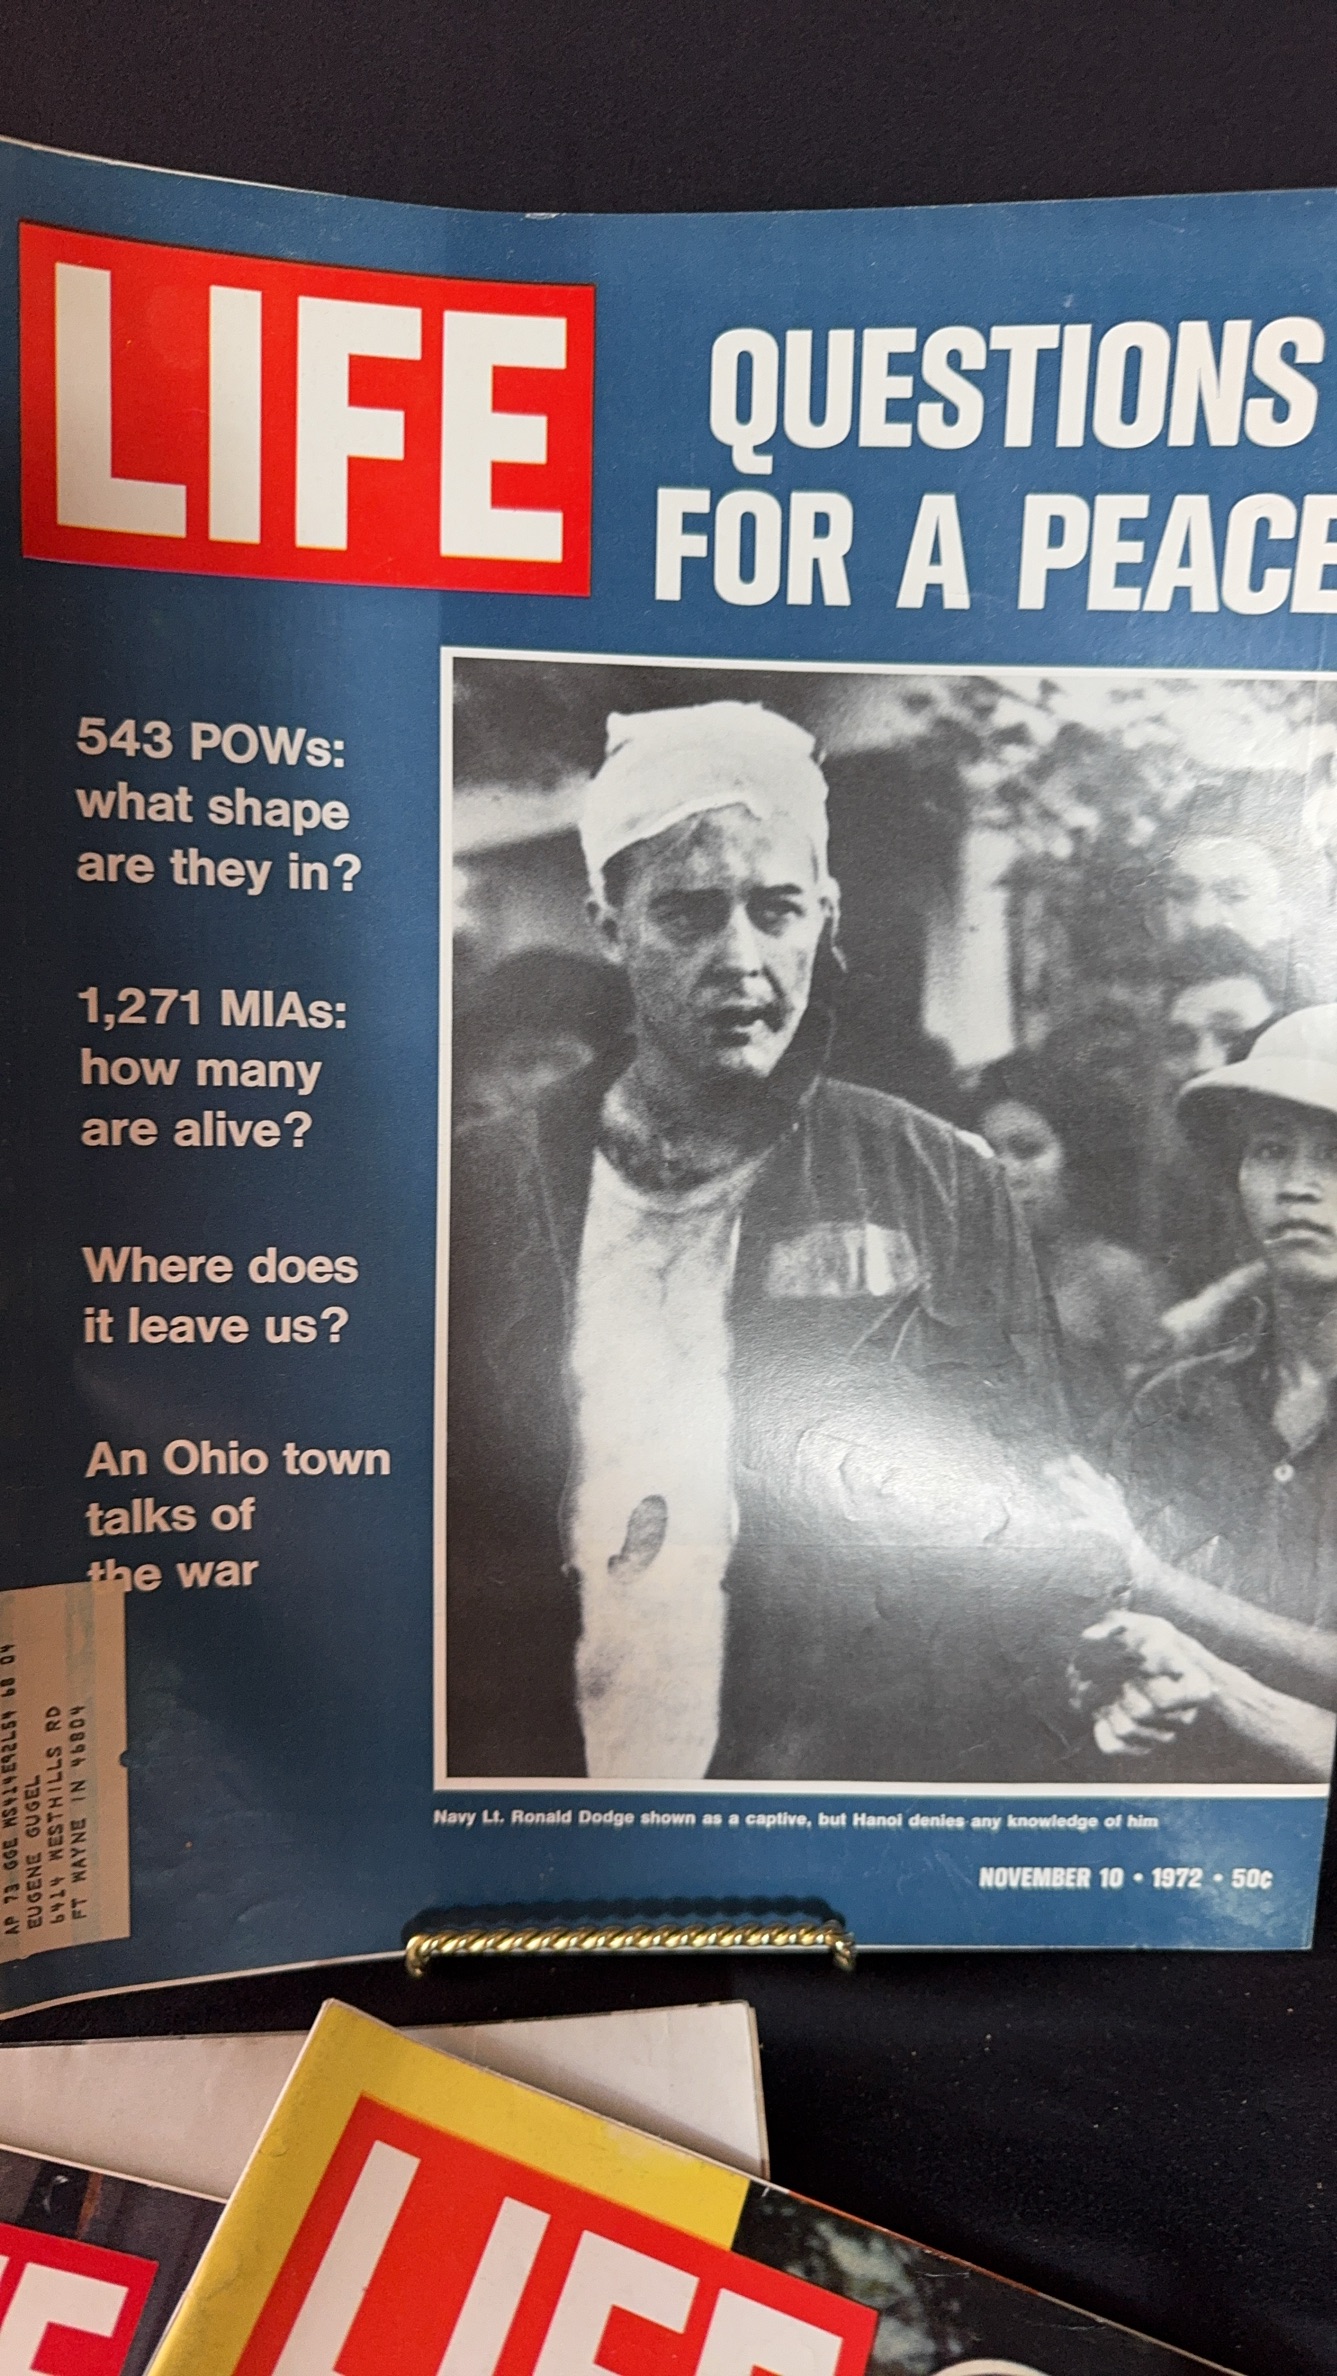 LIFE
QUESTIONS
FOR A PEACE
543 POWs:
what shape
are they in?
1,271 MIAs:
how many
are alive?
Where does
it leave us?
An Ohio town
talks of
the war
EUGENE GUGEL
6414 WESTHILLS RD
FT WAYNE IN 46804
Navy Lt. Ronald Dodge shown as a captive, but Hanoi denies any knowledge of him
NOVEMBER 10 • 1972 • 50¢
LIFE